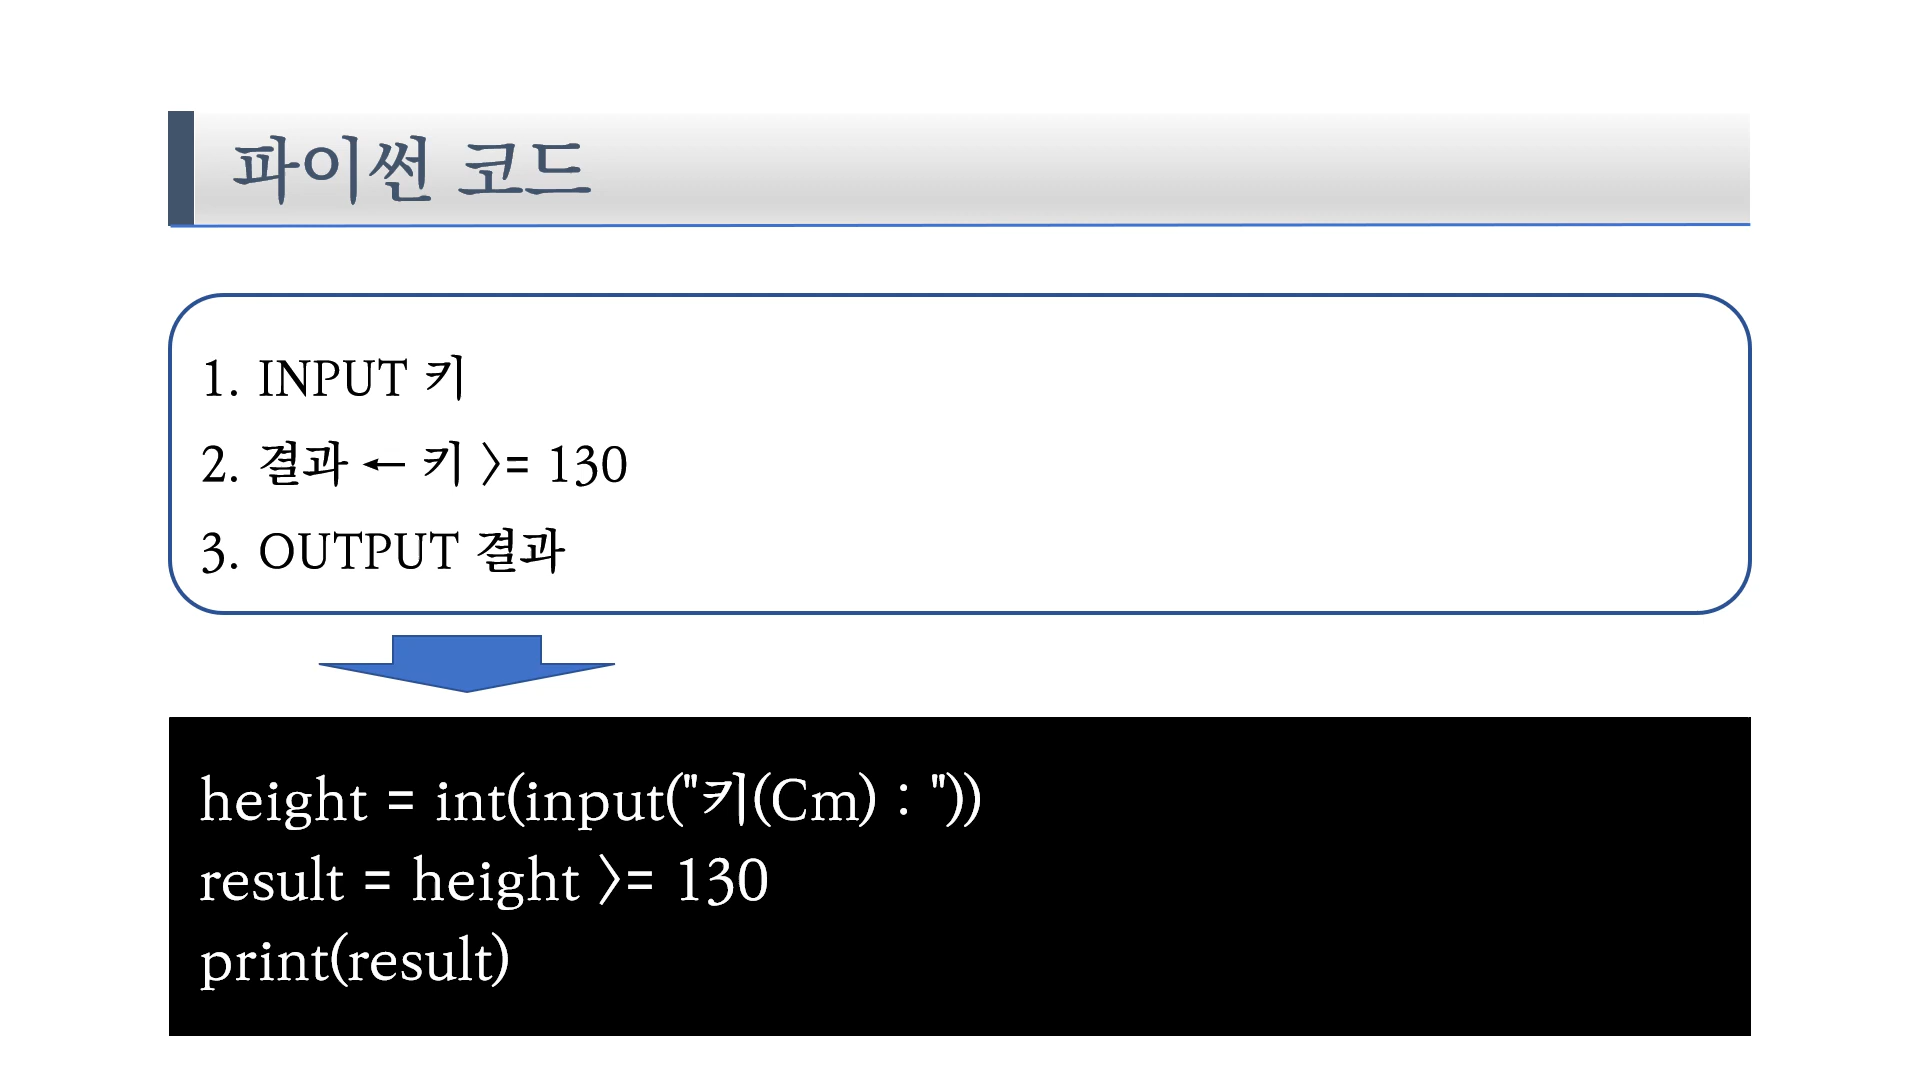 파이썬 코드
1. INPUT 키
2. 결과 ← 키 >= 130
3. OUTPUT 결과
height = int(input("키(Cm) : "))
result = height >= 130
print(result)